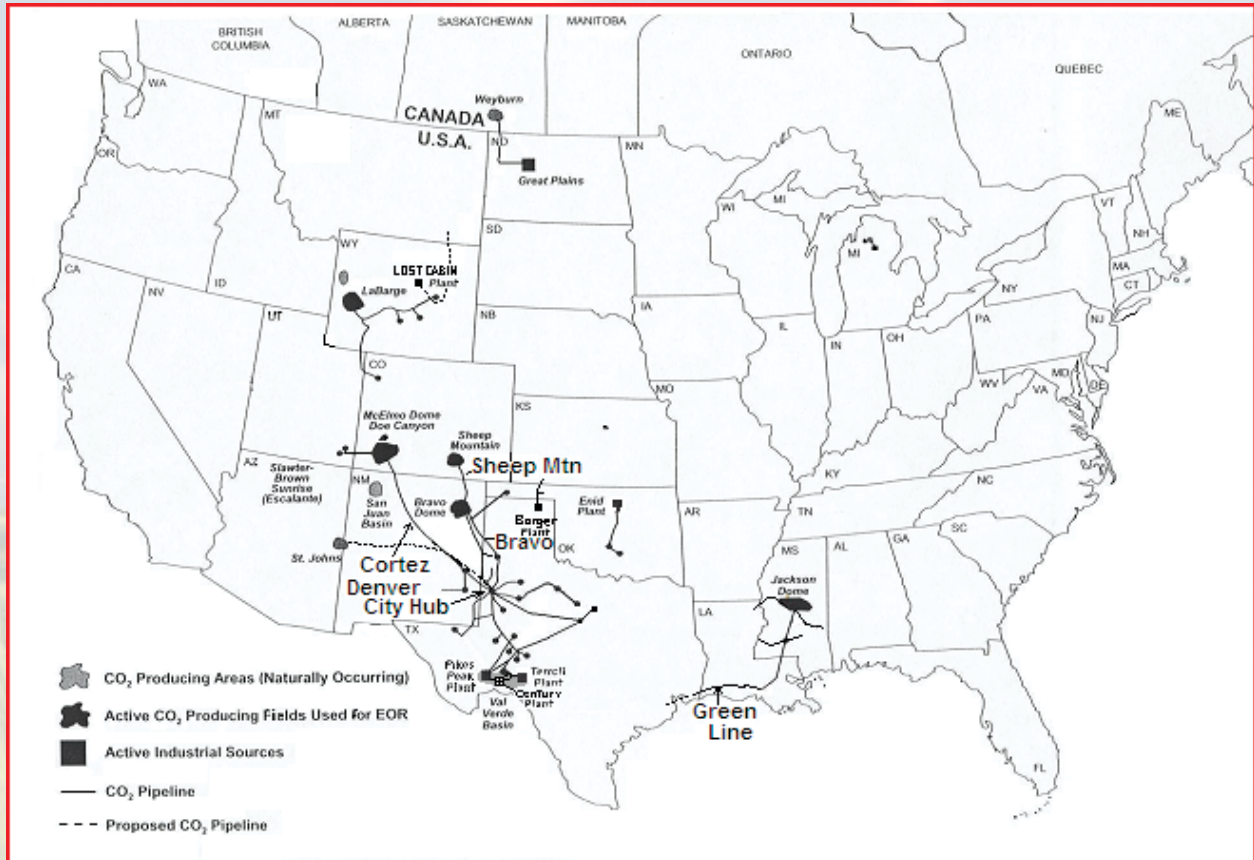 ALBERTA
SASKATCHEWAN
MANITOBA
BRITISH
COLUMBIA
ONTARIO
QUEBEC
WA
Weyburn
CANADA
U.S.A.
MT
ND
MN
ME
OR
Great Plains
WI
MI
VT
NH
SD
WY
MI
MA
CT
NY
LOST CABIN
Plant
CA
ID
LaBarge
NV
UT
NB
IA
IL
IN
OH
PA
NJ
MD
DE
WV
VA
CO
MO
KS
McElmo Dome
Doe Canyon
Sheep
Mountain
Sheep Mtn
KY
AZ
Slawter-
Brown
Sunrise
(Escalante)
NM
San
Juan
Basin
Bravo
Dome
Borger
Plant
Enid
Plant
OK
AR
TN
NC
SC
Bravo
St. Johns
Cortez
Denver
City Hub
MS
AL
GA
Jackson
Dome
LA
TX
Pikes
Peak
Plant
Terrell
Plant
Century
Plant
Val
Verde
Basin
Green
Line
FL
CO₂ Producing Areas (Naturally Occurring)
Active CO₂ Producing Fields Used for EOR
Active Industrial Sources
CO₂ Pipeline
Proposed CO₂ Pipeline